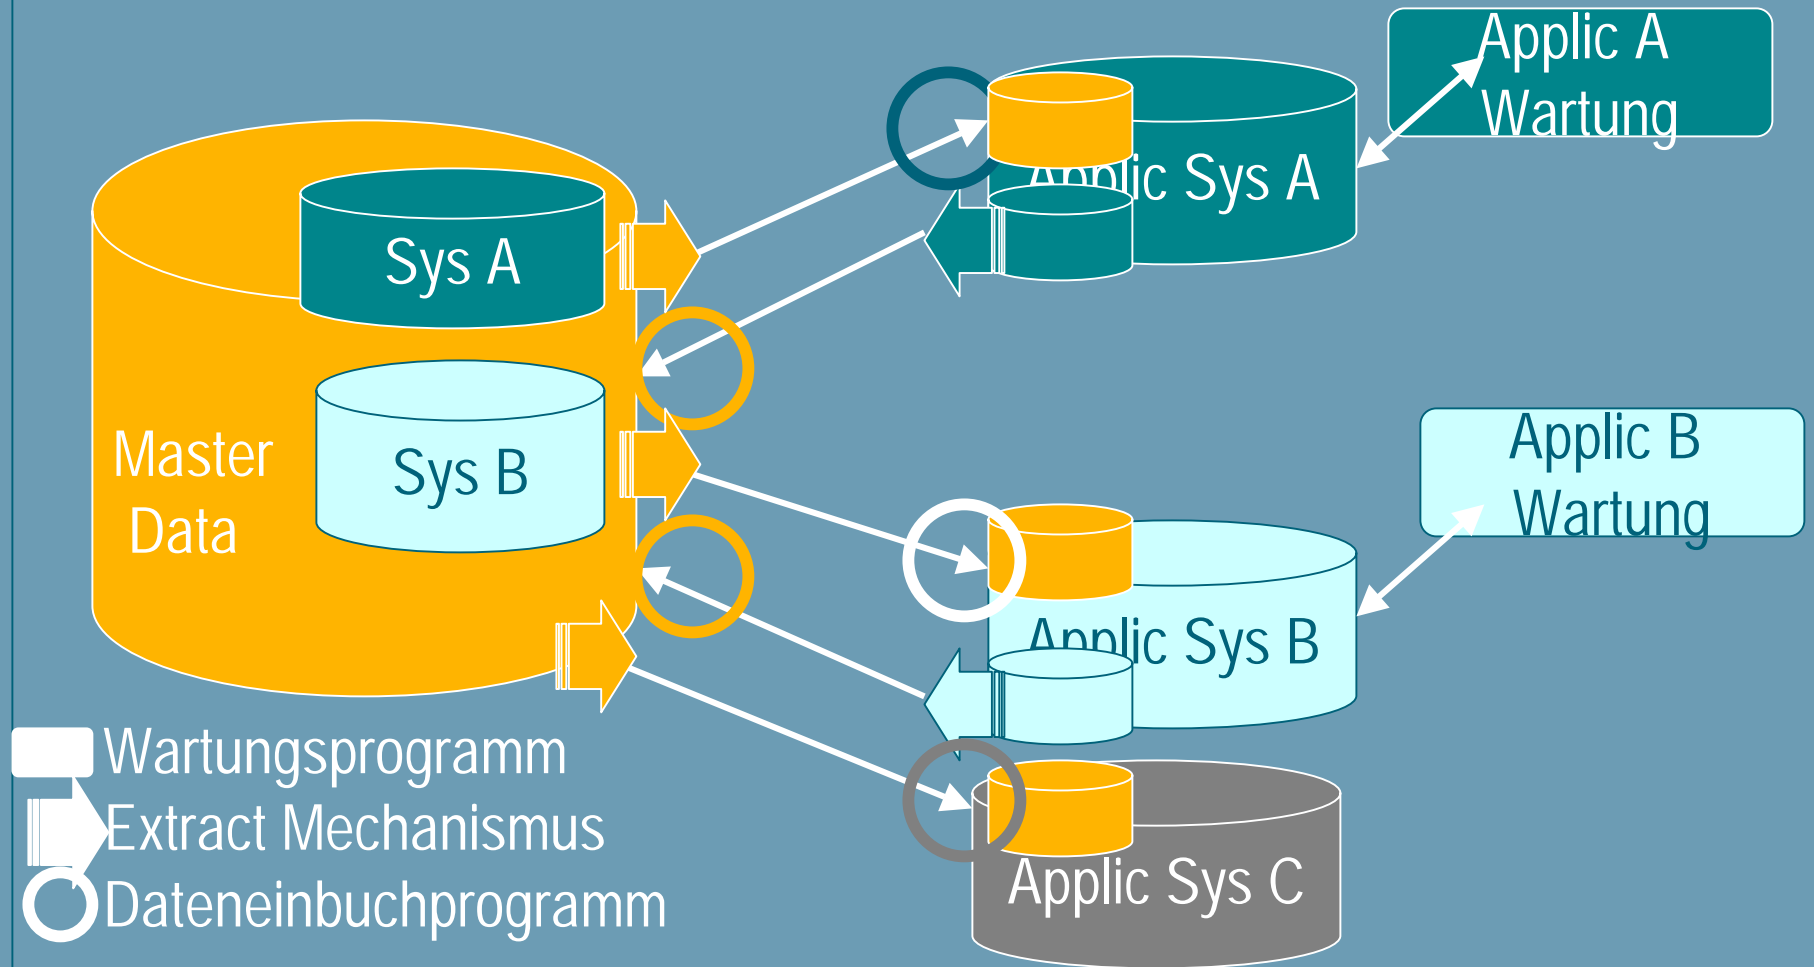 Applic A
Wartung
Applic Sys A
Sys A
Master
Data
Sys B
Applic B
Wartung
Applic Sys B
Wartungsprogramm
Extract Mechanismus
Dateneinbuchprogramm
Applic Sys C